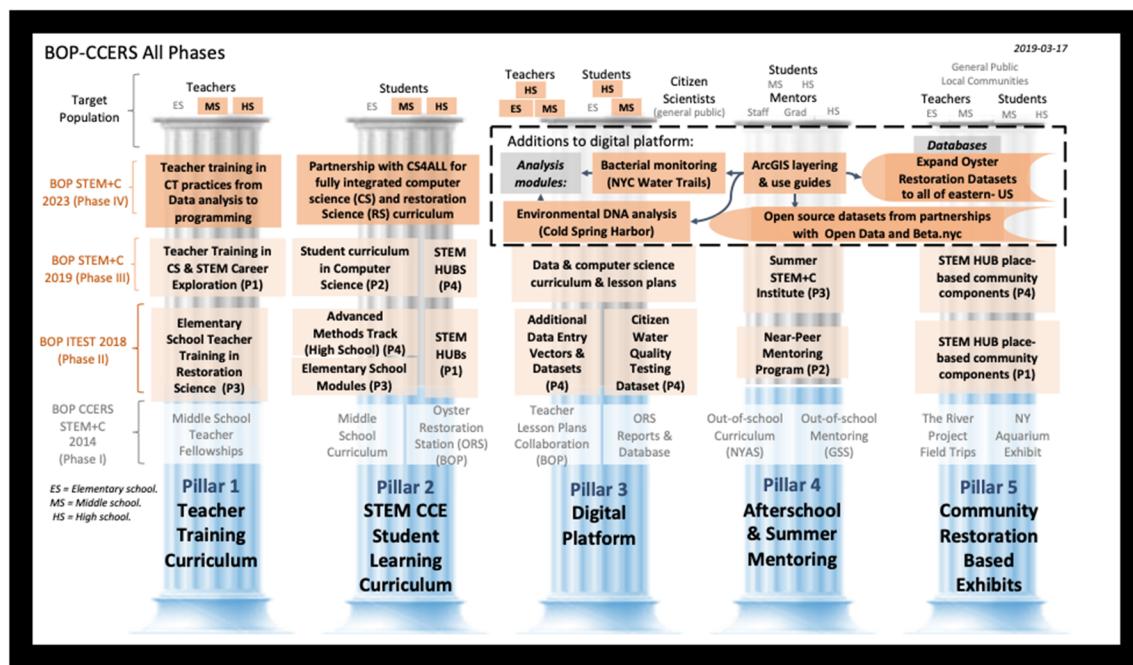 BOP-CCERS All Phases
2019-03-17
Target
Population
Teachers
ES MS HS
Students
ES MS HS
Teachers
HS
ES MS
Students
HS
ES MS
Citizen
Scientists
(general public)
Students
MS HS
Mentors
Staff Grad HS
General Public
Local Communities
Teachers
ES MS
Students
MS HS
BOP STEM+C
2023 (Phase IV)
Teacher training in
CT practices from
Data analysis to
programming
Partnership with CS4ALL for
fully integrated computer
science (CS) and restoration
Science (RS) curriculum
Additions to digital platform:
Analysis
modules:
Bacterial monitoring
(NYC Water Trails)
Environmental DNA analysis
(Cold Spring Harbor)
ArcGIS layering
& use guides
Databases
Expand Oyster
Restoration Datasets
to all of eastern- US
Open source datasets from partnerships
with Open Data and Beta.nyc
BOP STEM+C
2019 (Phase III)
Teacher Training in
CS & STEM Career
Exploration (P1)
Student curriculum
in Computer
Science (P2)
STEM
HUBS
(P4)
Data & computer science
curriculum & lesson plans
Summer
STEM+C
Institute (P3)
STEM HUB place-
based community
components (P4)
BOP ITEST 2018
(Phase II)
Elementary
School Teacher
Training in
Restoration
Science (P3)
Advanced
Methods Track
(High School) (P4)
Elementary School
Modules (P3)
STEM
HUBs
(P1)
Additional
Data Entry
Vectors &
Datasets
(P4)
Citizen
Water
Quality
Testing
Dataset (P4)
Near-Peer
Mentoring
Program (P2)
STEM HUB place-
based community
components (P1)
BOP CCERS
STEM+C
2014
(Phase I)
Middle School
Teacher
Fellowships
Middle
School
Curriculum
Oyster
Restoration
Station (ORS)
(BOP)
Teacher
Lesson Plans
Collaboration
(BOP)
ORS
Reports &
Database
Out-of-school
Curriculum
(NYAS)
Out-of-school
Mentoring
(GSS)
The River
Project
Field Trips
NY
Aquarium
Exhibit
ES = Elementary school.
MS = Middle school.
HS = High school.
Pillar 1
Teacher
Training
Curriculum
Pillar 2
STEM CCE
Student
Learning
Curriculum
Pillar 3
Digital
Platform
Pillar 4
Afterschool
& Summer
Mentoring
Pillar 5
Community
Restoration
Based
Exhibits